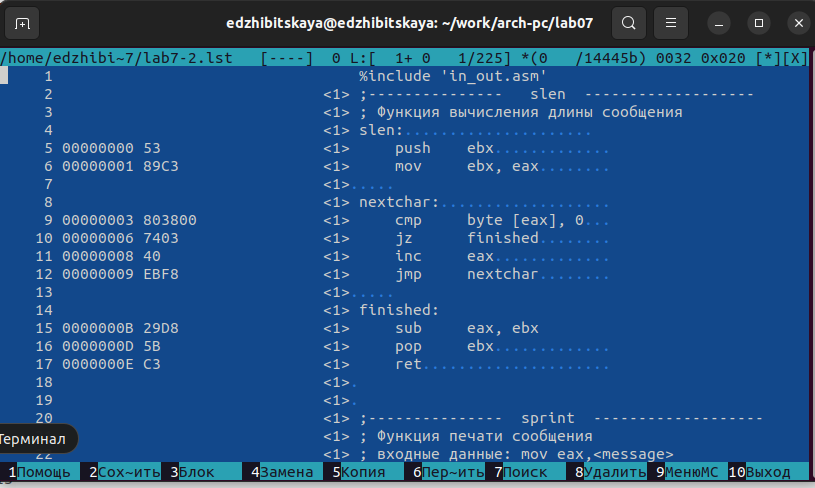 edzhibitskaya@edzhibitskaya: ~/work/arch-pc/lab07
/home/edzhibi~7/lab7-2.lst [----] 0 L:[ 1+ 0 1/225] *(0 /14445b) 0032 0x020 [*][X]
1 %include 'in_out.asm'
2 <1> ;--------------- slen -------------------
3 <1> ; Функция вычисления длины сообщения
4 <1> slen:.....................
5 00000000 53 <1> push ebx.............
6 00000001 89C3 <1> mov ebx, eax........
7 <1>.....
8 <1> nextchar:...................
9 00000003 803800 <1> cmp byte [eax], 0...
10 00000006 7403 <1> jz finished........
11 00000008 40 <1> inc eax.............
12 00000009 EBF8 <1> jmp nextchar........
13 <1>.....
14 <1> finished:
15 0000000B 29D8 <1> sub eax, ebx
16 0000000D 5B <1> pop ebx.............
17 0000000E C3 <1> ret.....................
18 <1>.
19 <1>.
20 <1> ;--------------- sprint -------------------
Терминал <1> ; Функция печати сообщения
22 <1> ; входные данные: mov eax,<message>
1Помощь 2Сох~ить 3Блок 4Замена 5Копия 6Пер~ить 7Поиск 8Удалить 9МенюMC 10Выход